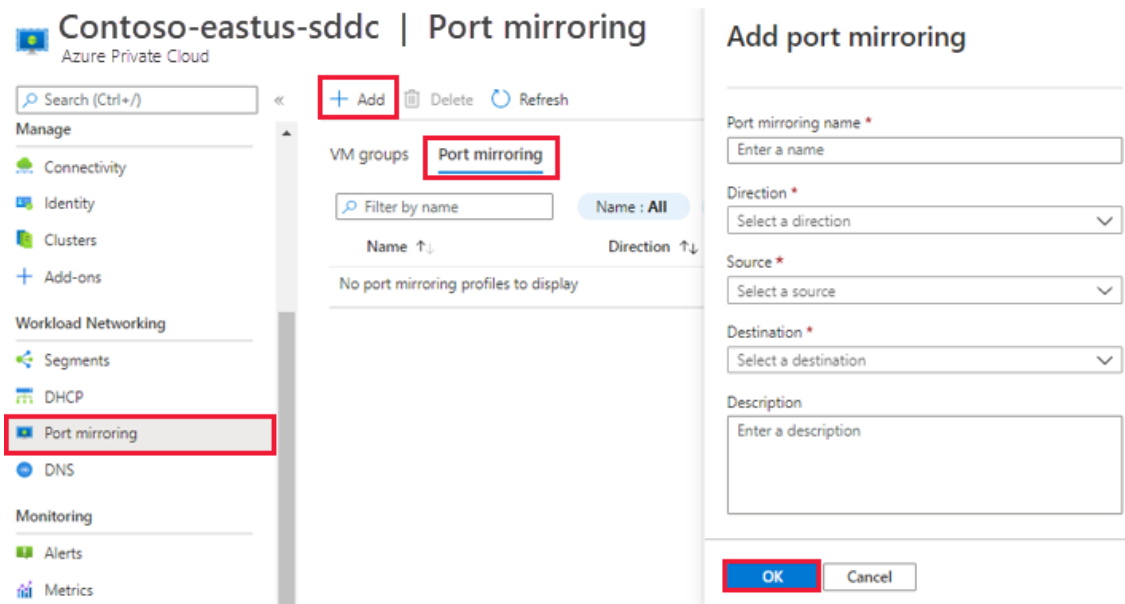 Contoso-eastus-sddc | Port mirroring
Azure Private Cloud
Search (Ctrl+/)
«
Manage
Connectivity
Identity
Clusters
Add-ons
Workload Networking
Segments
DHCP
Port mirroring
DNS
Monitoring
Alerts
Metrics
+ Add Delete Refresh
VM groups Port mirroring
Filter by name Name : All
Name ↑↓ Direction ↑↓
No port mirroring profiles to display
Add port mirroring
Port mirroring name *
Enter a name
Direction *
Select a direction
Source *
Select a source
Destination *
Select a destination
Description
Enter a description
OK Cancel